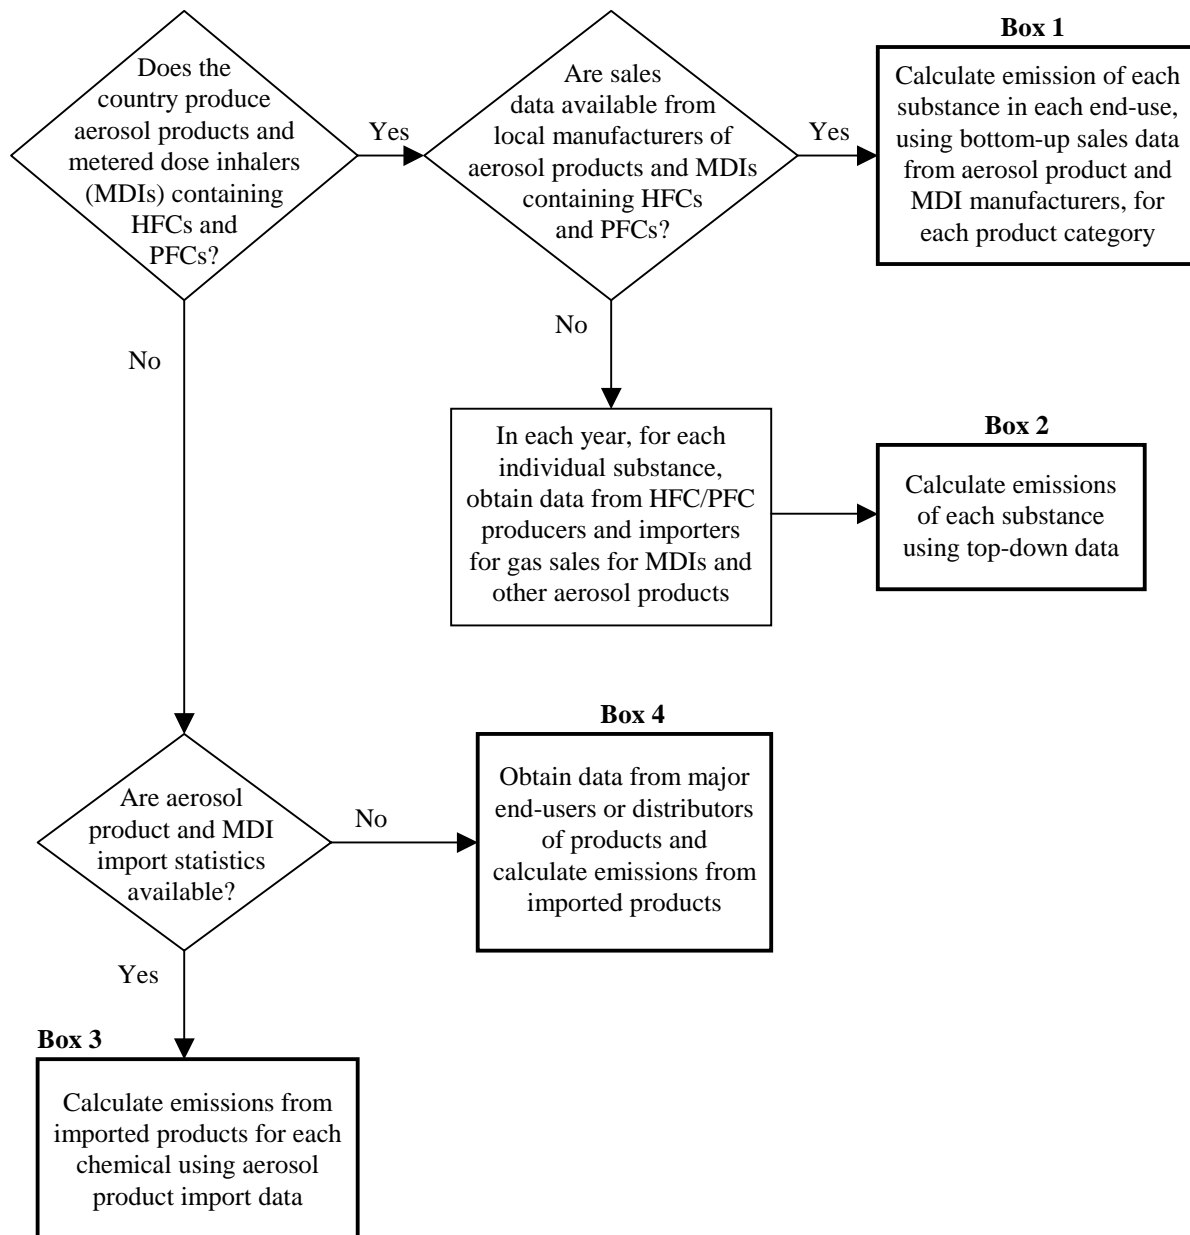 Does the
country produce
aerosol products and
metered dose inhalers
(MDIs) containing
HFCs and
PFCs?
Yes
Are sales
data available from
local manufacturers of
aerosol products and MDIs
containing HFCs
and PFCs?
Yes
Box 1
Calculate emission of each
substance in each end-use,
using bottom-up sales data
from aerosol product and
MDI manufacturers, for
each product category
No
No
In each year, for each
individual substance,
obtain data from HFC/PFC
producers and importers
for gas sales for MDIs and
other aerosol products
Box 2
Calculate emissions
of each substance
using top-down data
Are aerosol
product and MDI
import statistics
available?
No
Box 4
Obtain data from major
end-users or distributors
of products and
calculate emissions from
imported products
Yes
Box 3
Calculate emissions from
imported products for each
chemical using aerosol
product import data